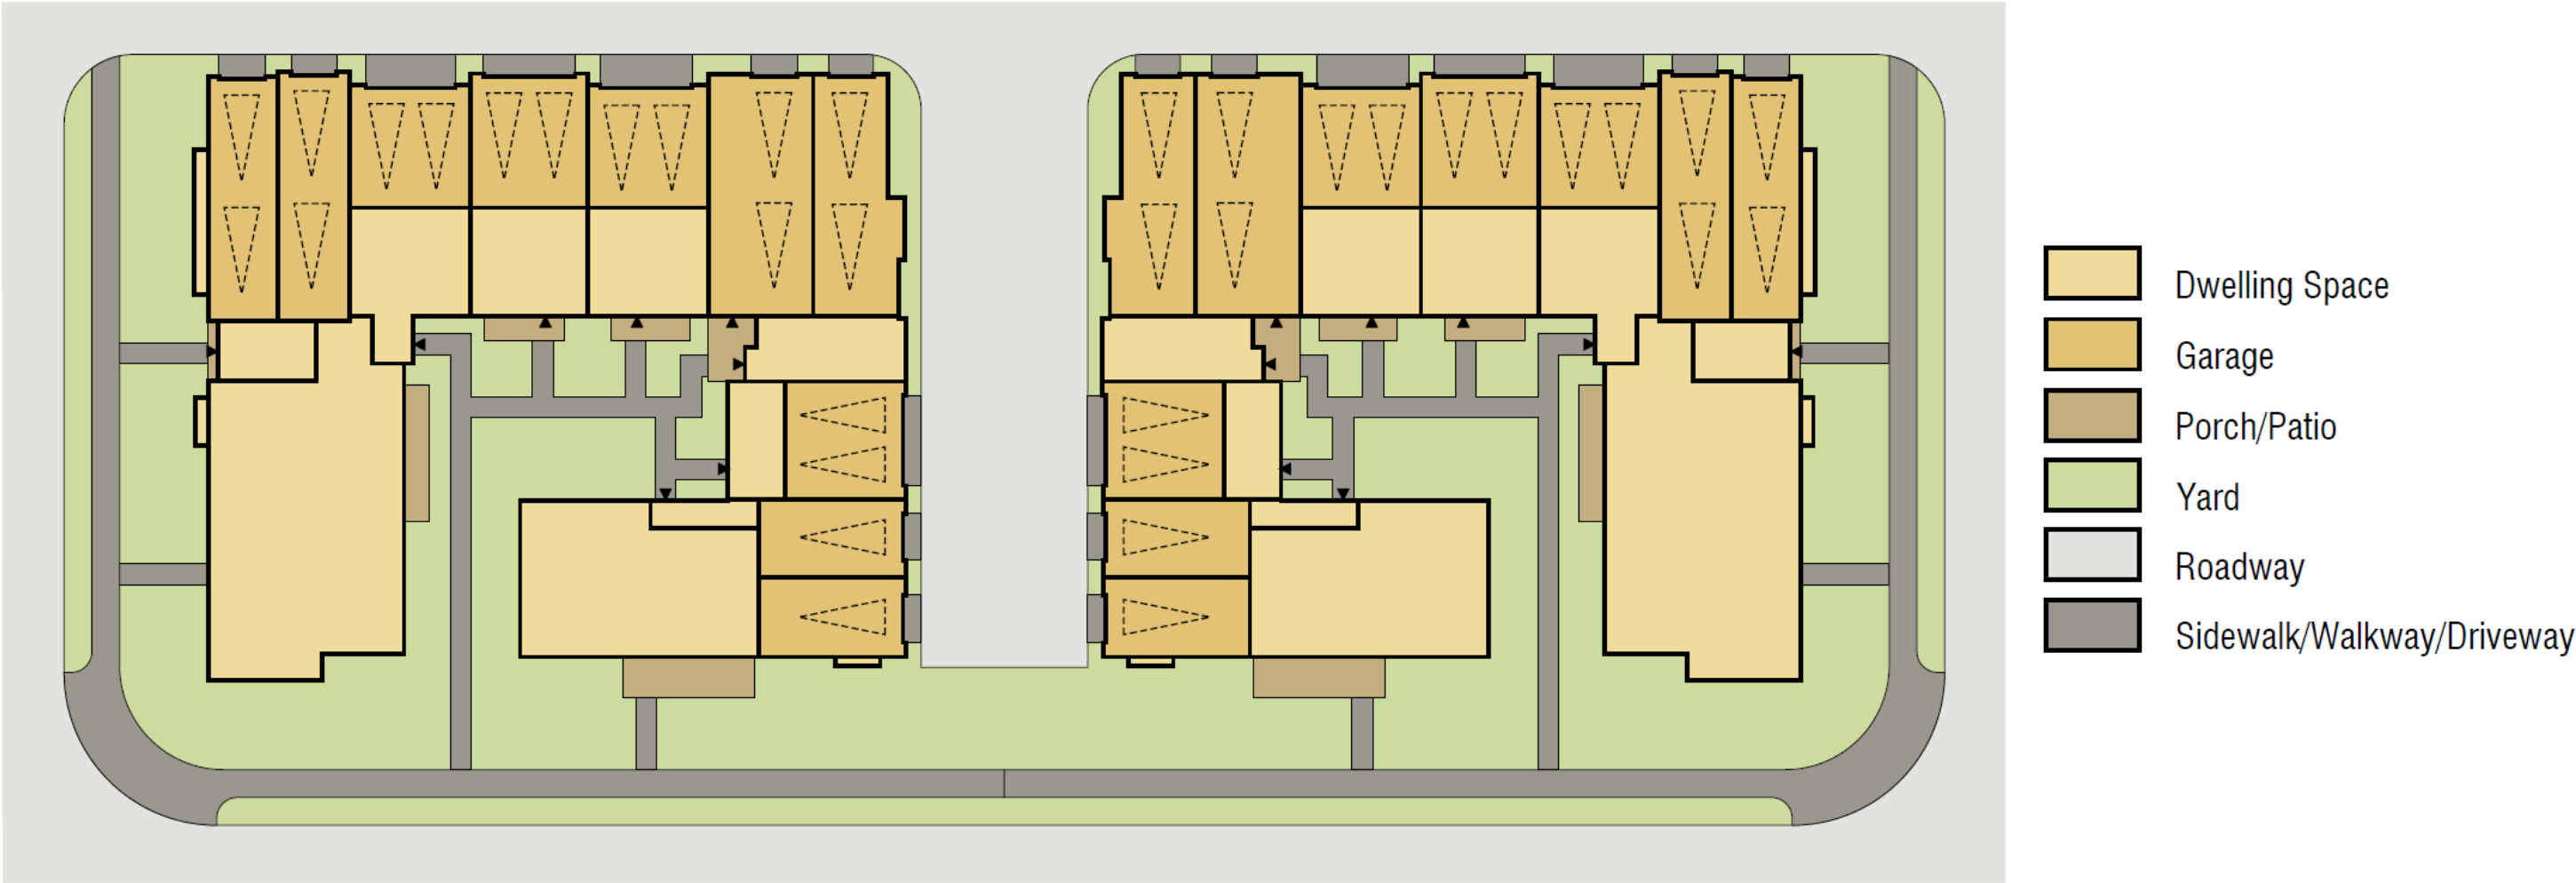 Dwelling Space
Garage
Porch/Patio
Yard
Roadway
Sidewalk/Walkway/Driveway